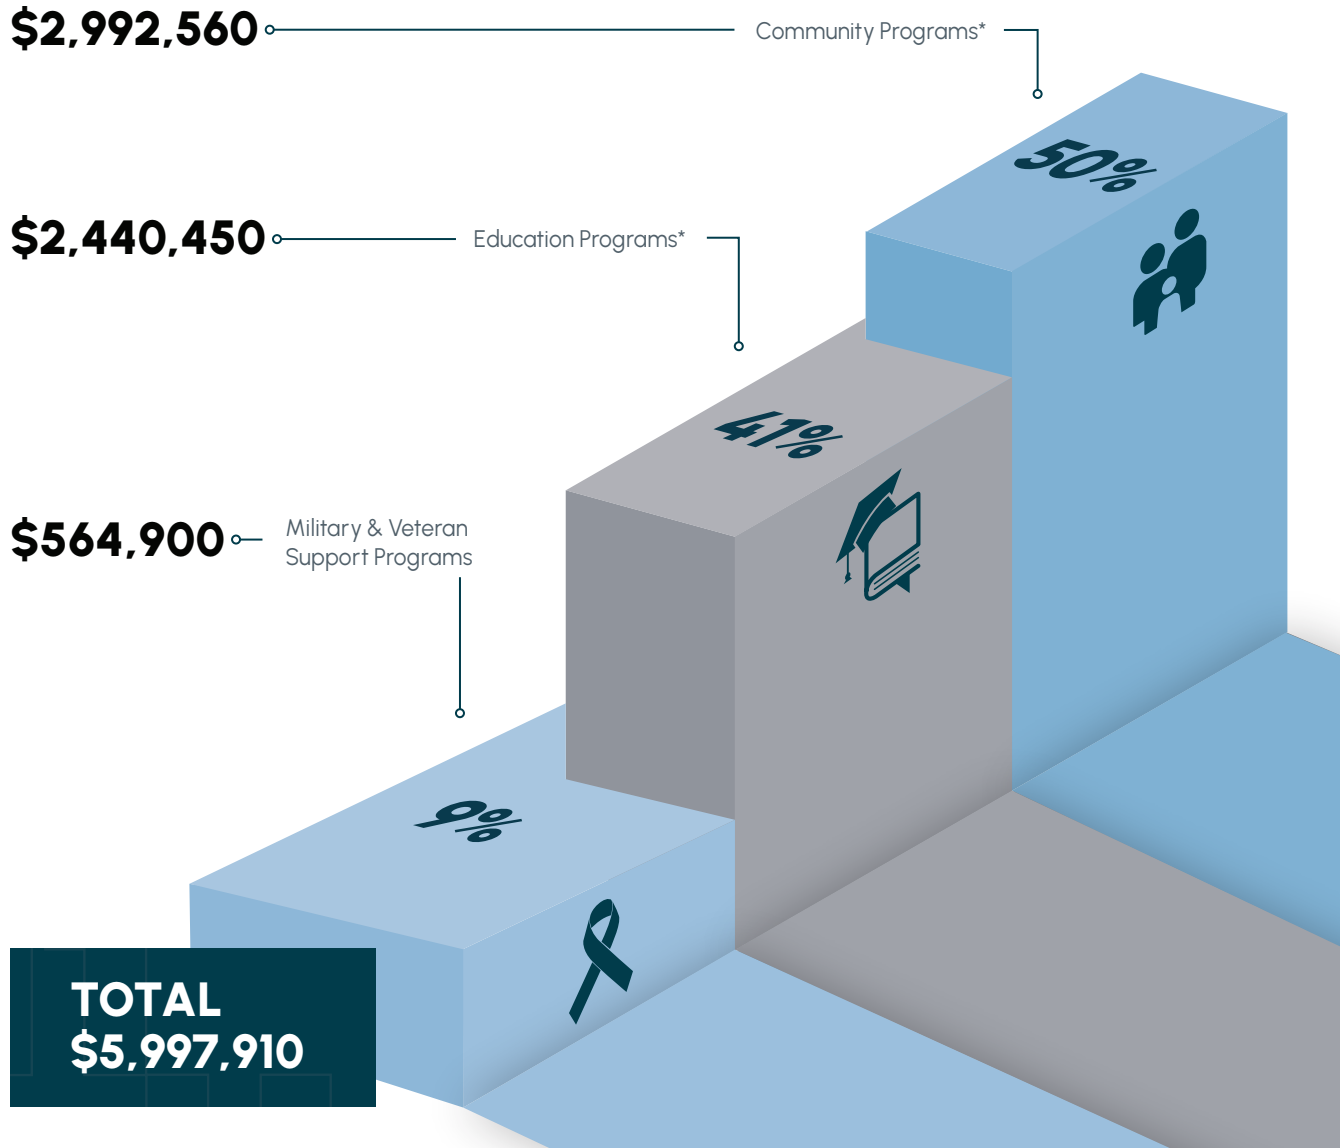 $2,992,560
Community Programs*
50%
$2,440,450
Education Programs*
41%
$564,900
Military & Veteran
Support Programs
9%
TOTAL
$5,997,910